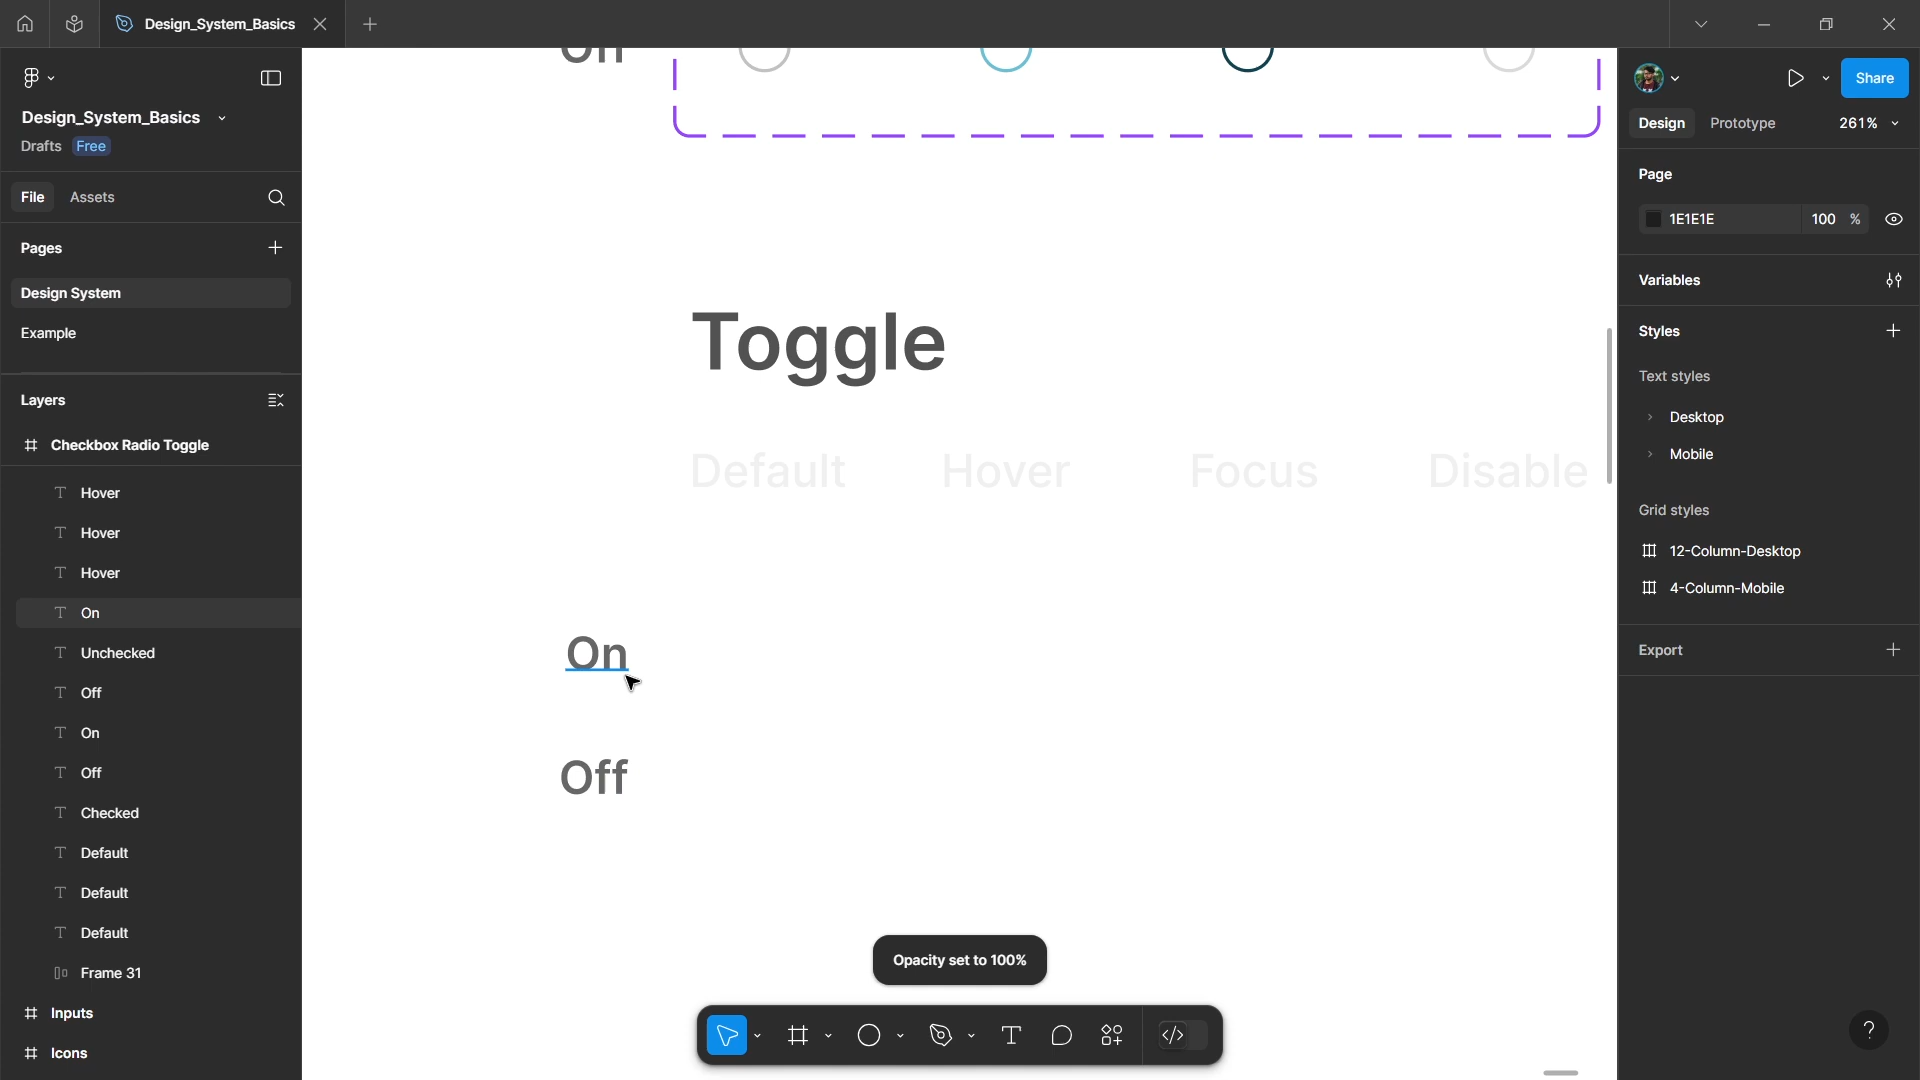 Design_System_Basics
Design_System_Basics
Drafts Free
File Assets
Pages
Design System
Example
Layers
Checkbox Radio Toggle
Hover
Hover
Hover
On
Unchecked
Off
On
Off
Checked
Default
Default
Default
Frame 31
Inputs
Icons
Toggle
Default Hover Focus Disable
On
Off
Opacity set to 100%
Share
Design Prototype 261%
Page
1E1E1E 100 %
Variables
Styles
Text styles
Desktop
Mobile
Grid styles
12-Column-Desktop
4-Column-Mobile
Export
?